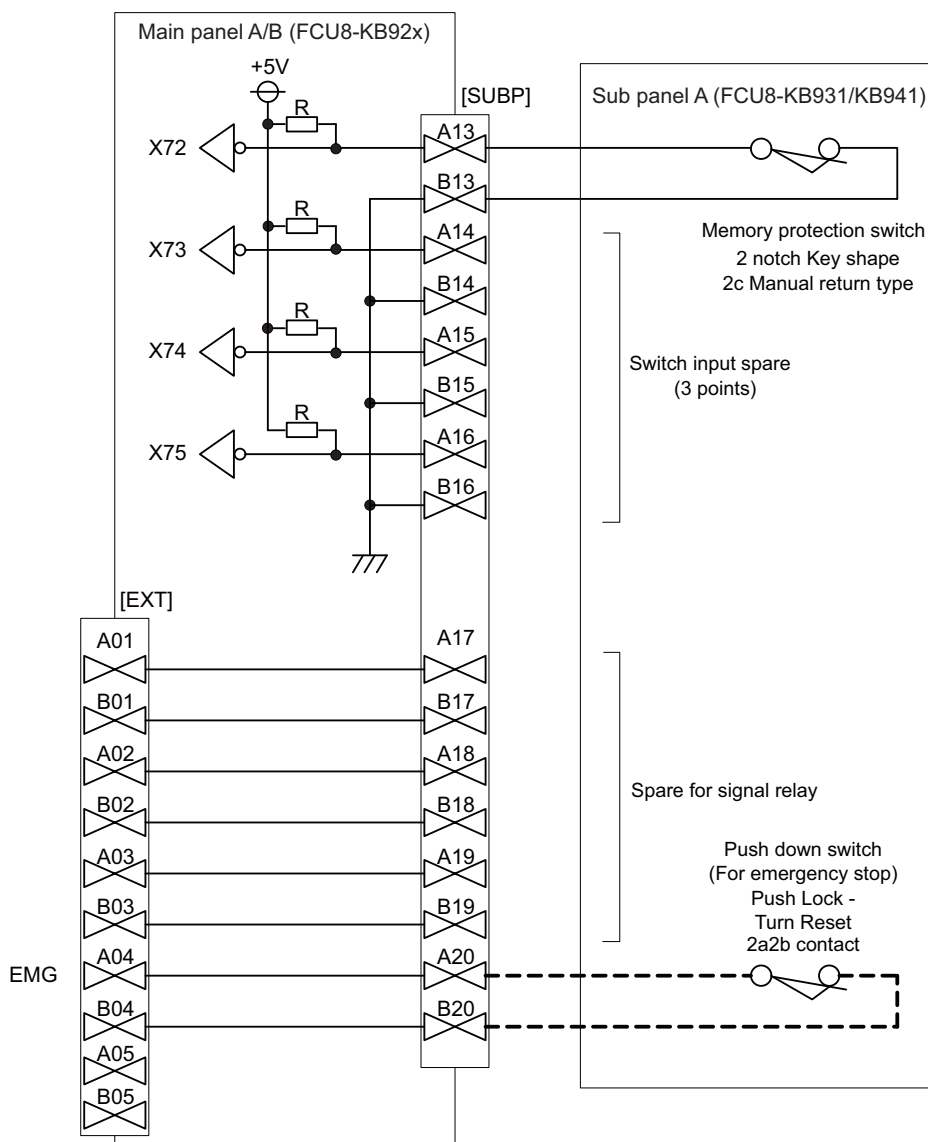 Main panel A/B (FCU8-KB92x)
+5V
[SUBP]
Sub panel A (FCU8-KB931/KB941)
R
A13
X72
B13
R
A14
X73
Memory protection switch
2 notch Key shape
2c Manual return type
B14
R
A15
X74
Switch input spare
(3 points)
B15
R
A16
X75
B16
[EXT]
A01
A17
B01
B17
A02
A18
Spare for signal relay
B02
B18
A03
A19
Push down switch
(For emergency stop)
Push Lock -
Turn Reset
2a2b contact
B03
B19
EMG
A04
A20
B04
B20
A05
B05